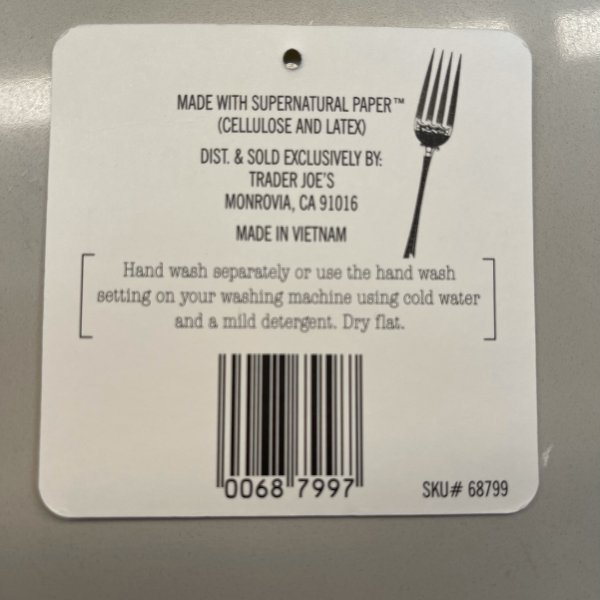 MADE WITH SUPERNATURAL PAPER™
(CELLULOSE AND LATEX)
DIST. & SOLD EXCLUSIVELY BY:
TRADER JOE'S
MONROVIA, CA 91016
MADE IN VIETNAM
Hand wash separately or use the hand wash
setting on your washing machine using cold water
and a mild detergent. Dry flat.
0068 7997
SKU# 68799